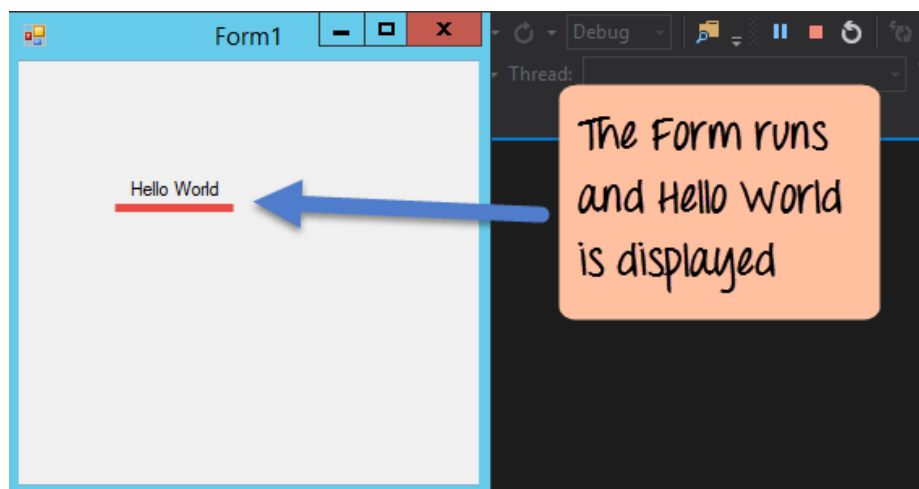 Form1
Debug
Thread:
Hello World
The Form runs
and Hello World
is displayed